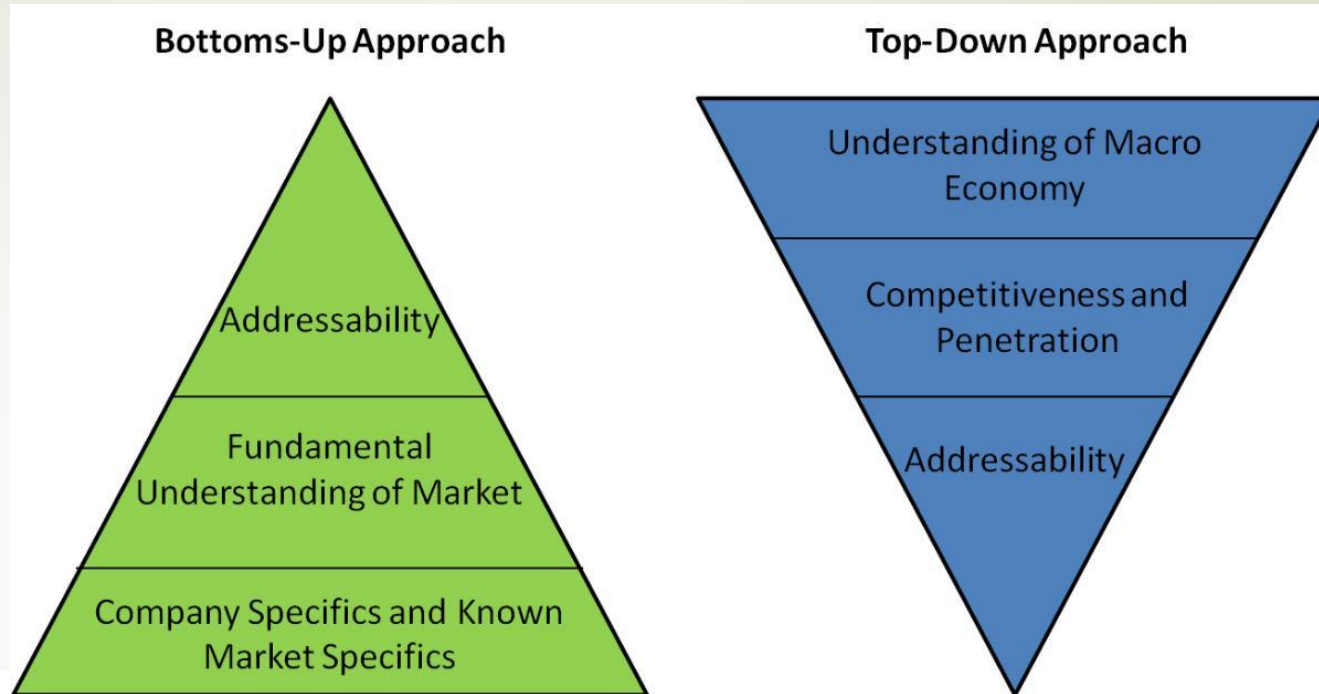 Bottoms-Up Approach
Addressability
Fundamental
Understanding of Market
Company Specifics and Known
Market Specifics
Top-Down Approach
Understanding of Macro
Economy
Competitiveness and
Penetration
Addressability